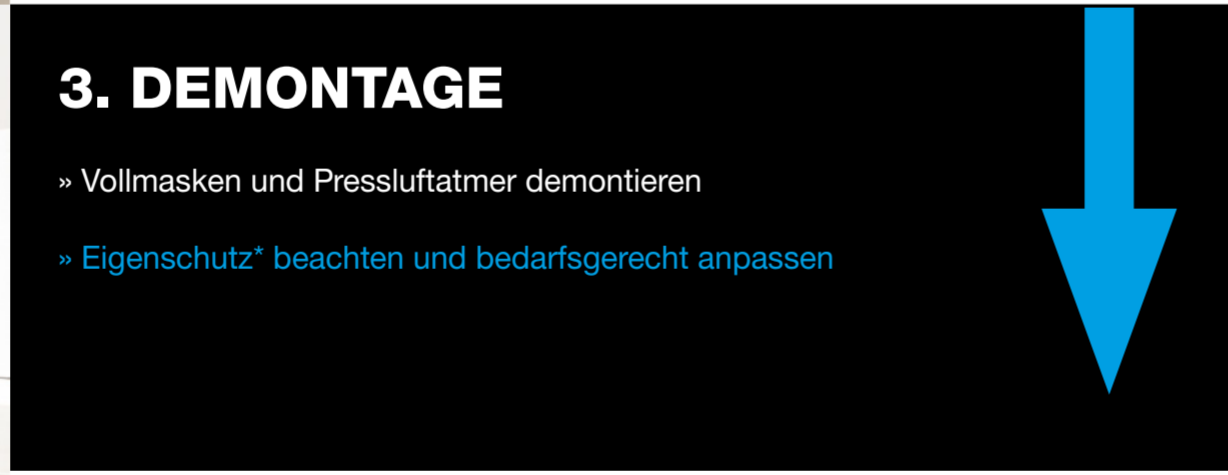 3. DEMONTAGE
» Vollmasken und Pressluftatmer demontieren
» Eigenschutz* beachten und bedarfsgerecht anpassen